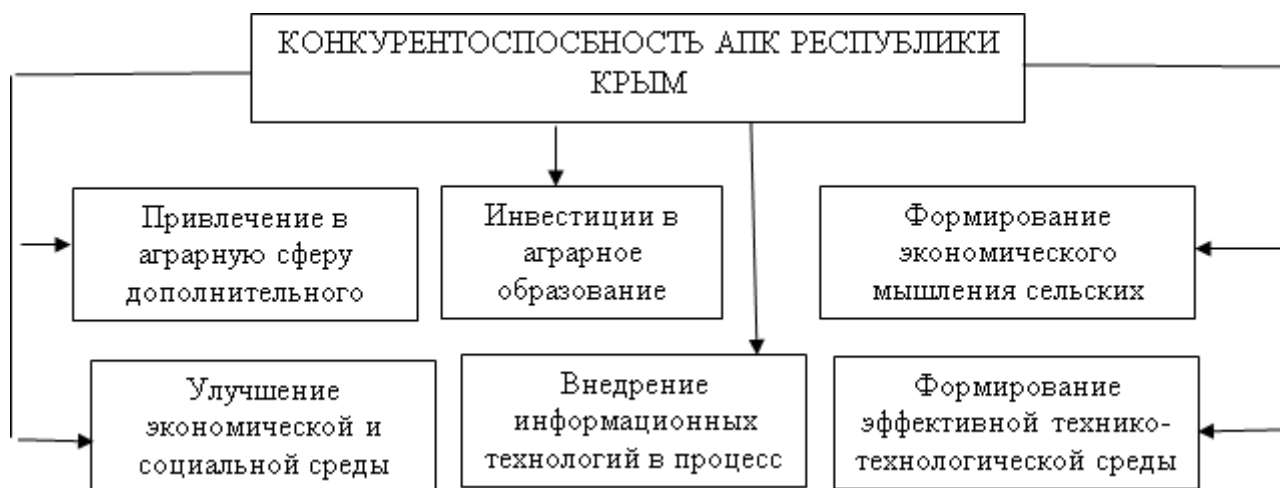 КОНКУРЕНТОСПОСБНОСТЬ АПК РЕСПУБЛИКИ
КРЫМ
Привлечение в
аграрную сферу
дополнительного
Инвестиции в
аграрное
образование
Формирование
экономического
мышления сельских
Улучшение
экономической и
социальной среды
Внедрение
информационных
технологий в процесс
Формирование
эффективной технико-
технологической среды